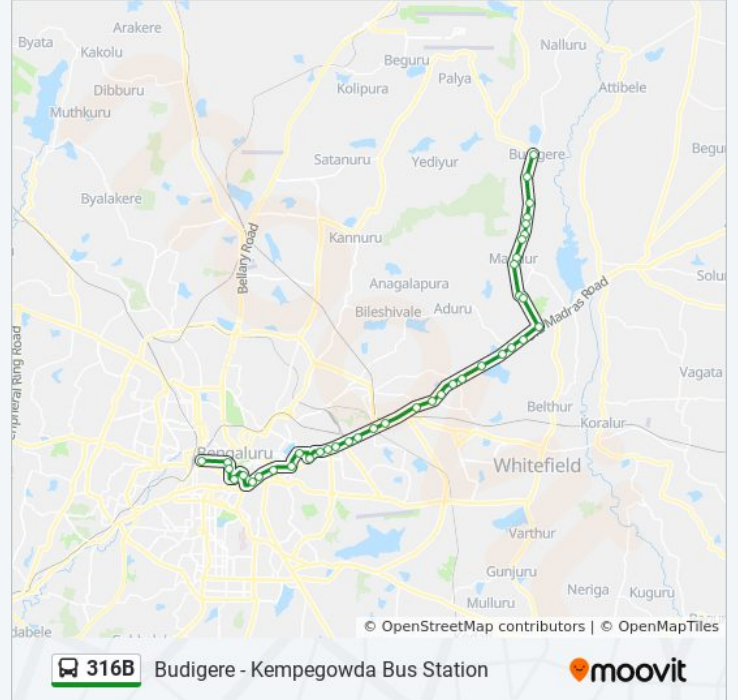 Arakere
Byata
Kakolu
Nalluru
Beguru
Palya
Dibburu
Kolipura
Attibele
Muthkuru
Satanuru
Yediyur
Budigere
Byalakere
Kannuru
Bellary Road
Anagalapura
Solu
Madras Road
Bileshivale
Aduru
Vagata
Belthur
Koralur
Bengaluru
Whitefield
Varthur
Gunjuru
Neriga
Kuguru
Mulluru
© OpenStreetMap contributors | © OpenMapTiles
316B
Budigere - Kempegowda Bus Station
moovit